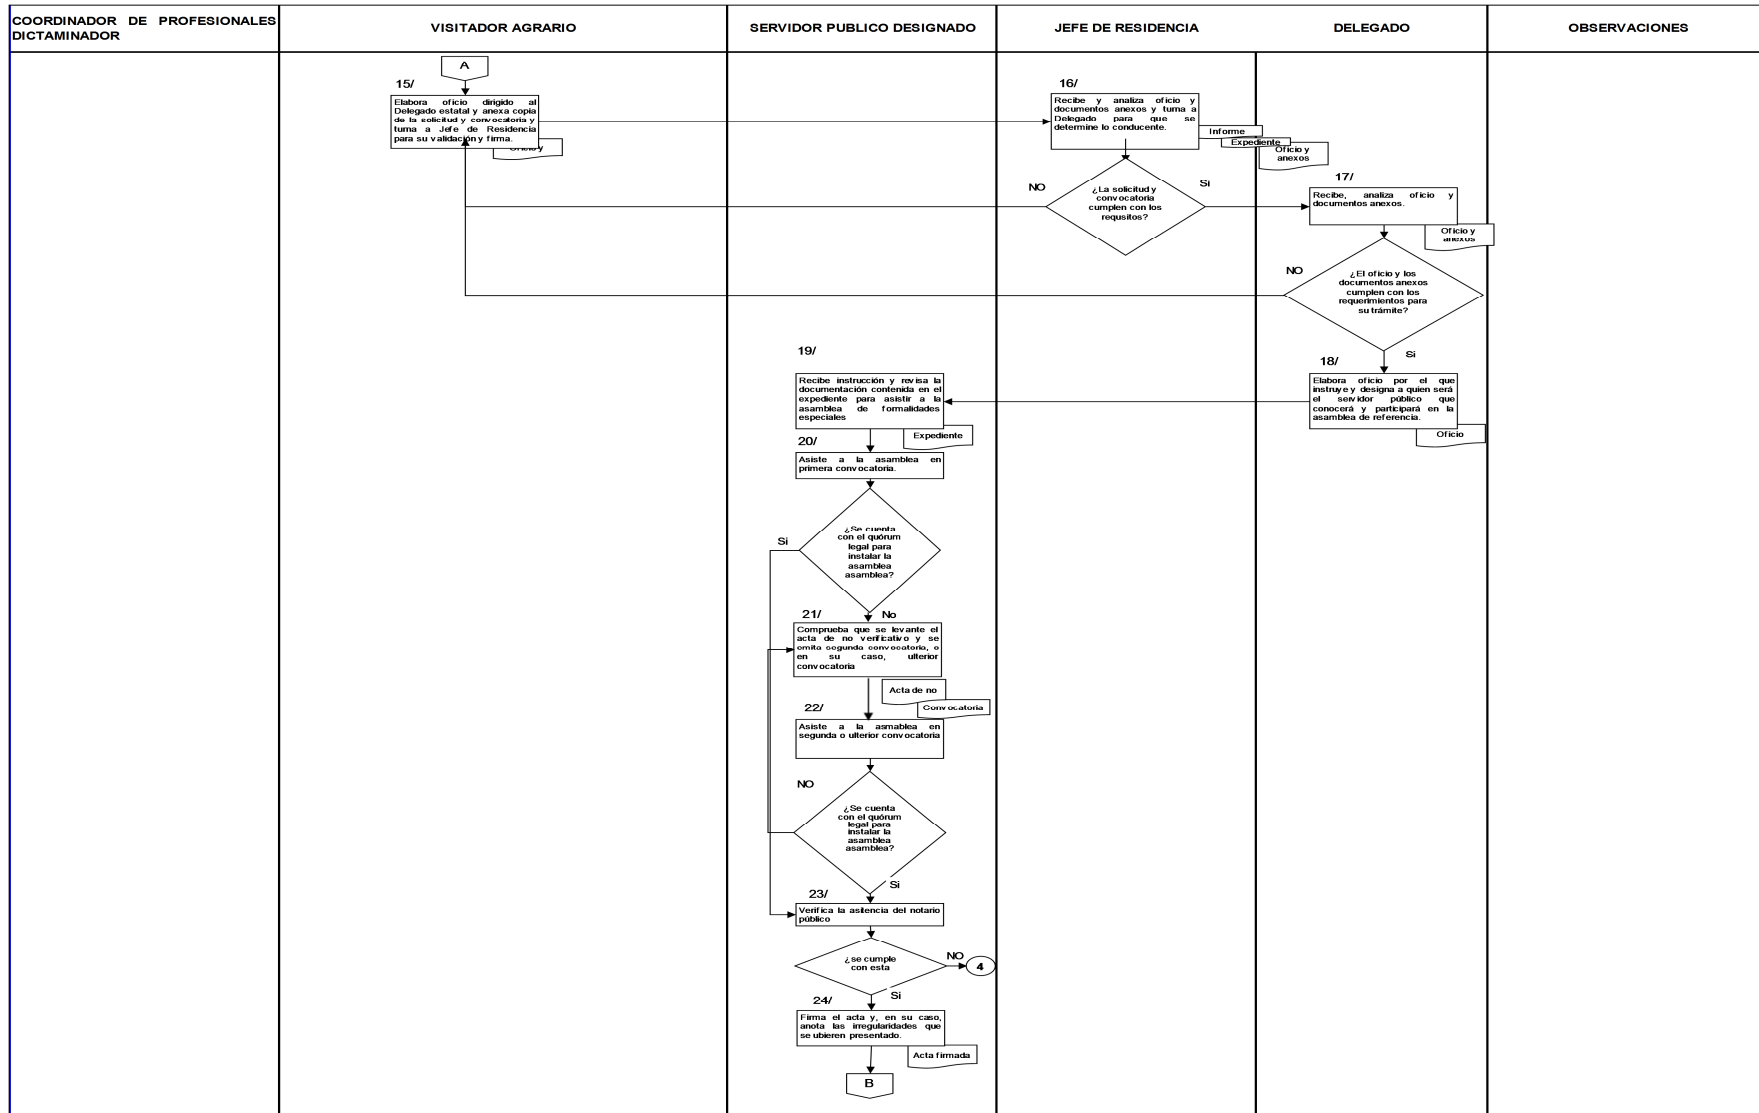 COORDINADOR DE PROFESIONALES
DICTAMINADOR
VISITADOR AGRARIO
SERVIDOR PUBLICO DESIGNADO
JEFE DE RESIDENCIA
DELEGADO
OBSERVACIONES
A
15/
Elabora oficio dirigido al
Delegado estatal y anexa copia
de la solicitud y convocatoria y
turna a Jefe de Residencia
para su validación y firma.
Oficio y
16/
Recibe y analiza oficio y
documentos anexos y turna a
Delegado para que se
determine lo conducente.
Informe
Expediente
Oficio y
anexos
NO
¿La solicitud y
convocatoria
cumplen con los
requsitos?
Si
17/
Recibe, analiza oficio y
documentos anexos.
Oficio y
anexos
NO
¿El oficio y los
documentos anexos
cumplen con los
requerimientos para
su trámite?
Si
18/
Elabora oficio por el que
instruye y designa a quien será
el servidor público que
conocerá y participará en la
asamblea de referencia.
Oficio
19/
Recibe instrucción y revisa la
documentación contenida en el
expediente para asistir a la
asamblea de formalidades
especiales
Expediente
20/
Asiste a la asamblea en
primera convocatoria.
Si
¿Se cuenta
con el quórum
legal para
instalar la
asamblea
asamblea?
No
21/
Comprueba que se levante el
acta de no verificativo y se
emita segunda convocatoria, o
en su caso, ulterior
convocatoria
Acta de no
Convocatoria
22/
Asiste a la asmablea en
segunda o ulterior convocatoria
NO
¿Se cuenta
con el quórum
legal para
instalar la
asamblea
asamblea?
Si
23/
Verifica la asitencia del notario
público
¿se cumple
con esta
NO
4
Si
24/
Firma el acta y, en su caso,
anota las irregularidades que
se ubieren presentado.
Acta firmada
B